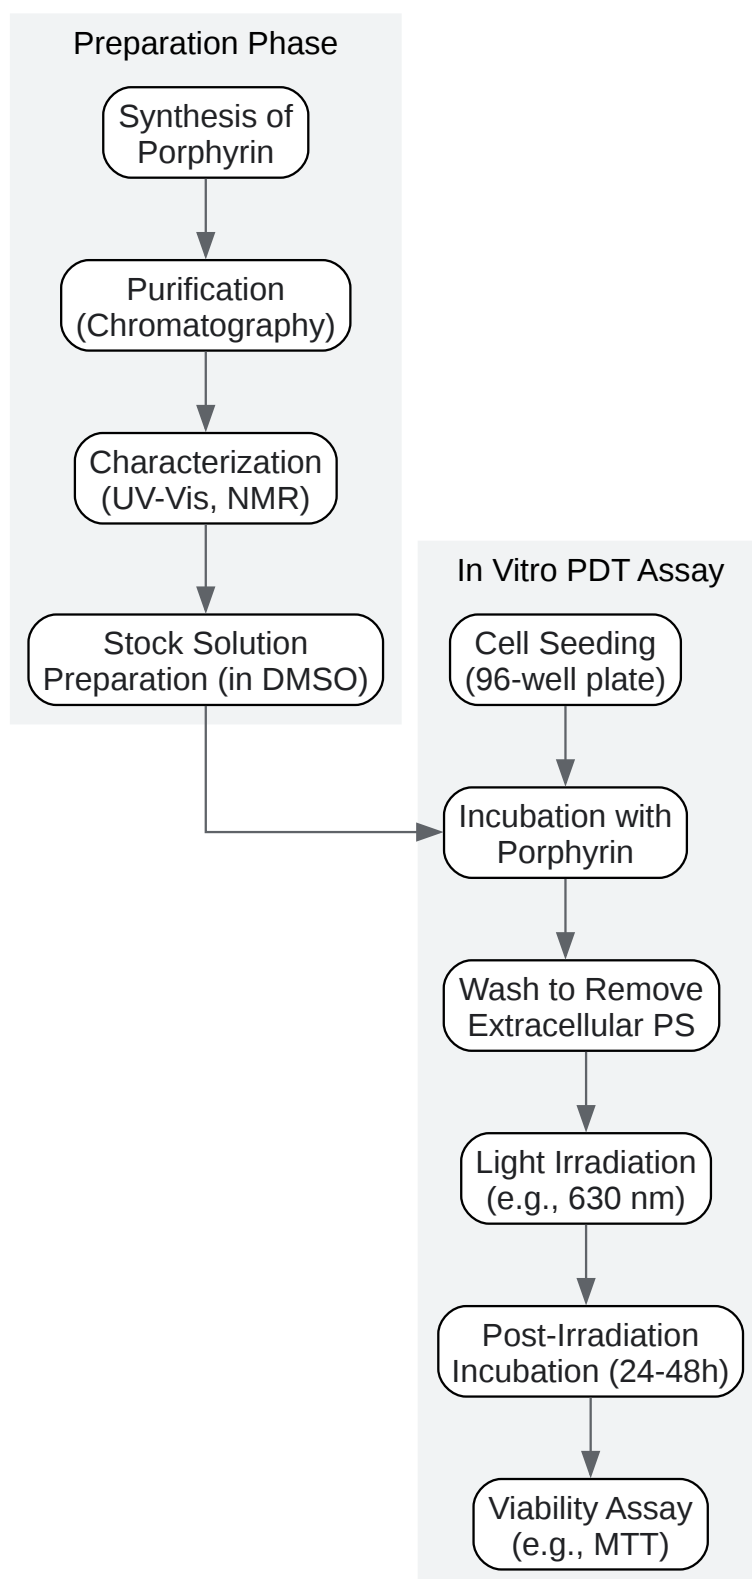 Preparation Phase
Synthesis of
Porphyrin
Purification
(Chromatography)
Characterization
(UV-Vis, NMR)
Stock Solution
Preparation (in DMSO)
In Vitro PDT Assay
Cell Seeding
(96-well plate)
Incubation with
Porphyrin
Wash to Remove
Extracellular PS
Light Irradiation
(e.g., 630 nm)
Post-Irradiation
Incubation (24-48h)
Viability Assay
(e.g., MTT)